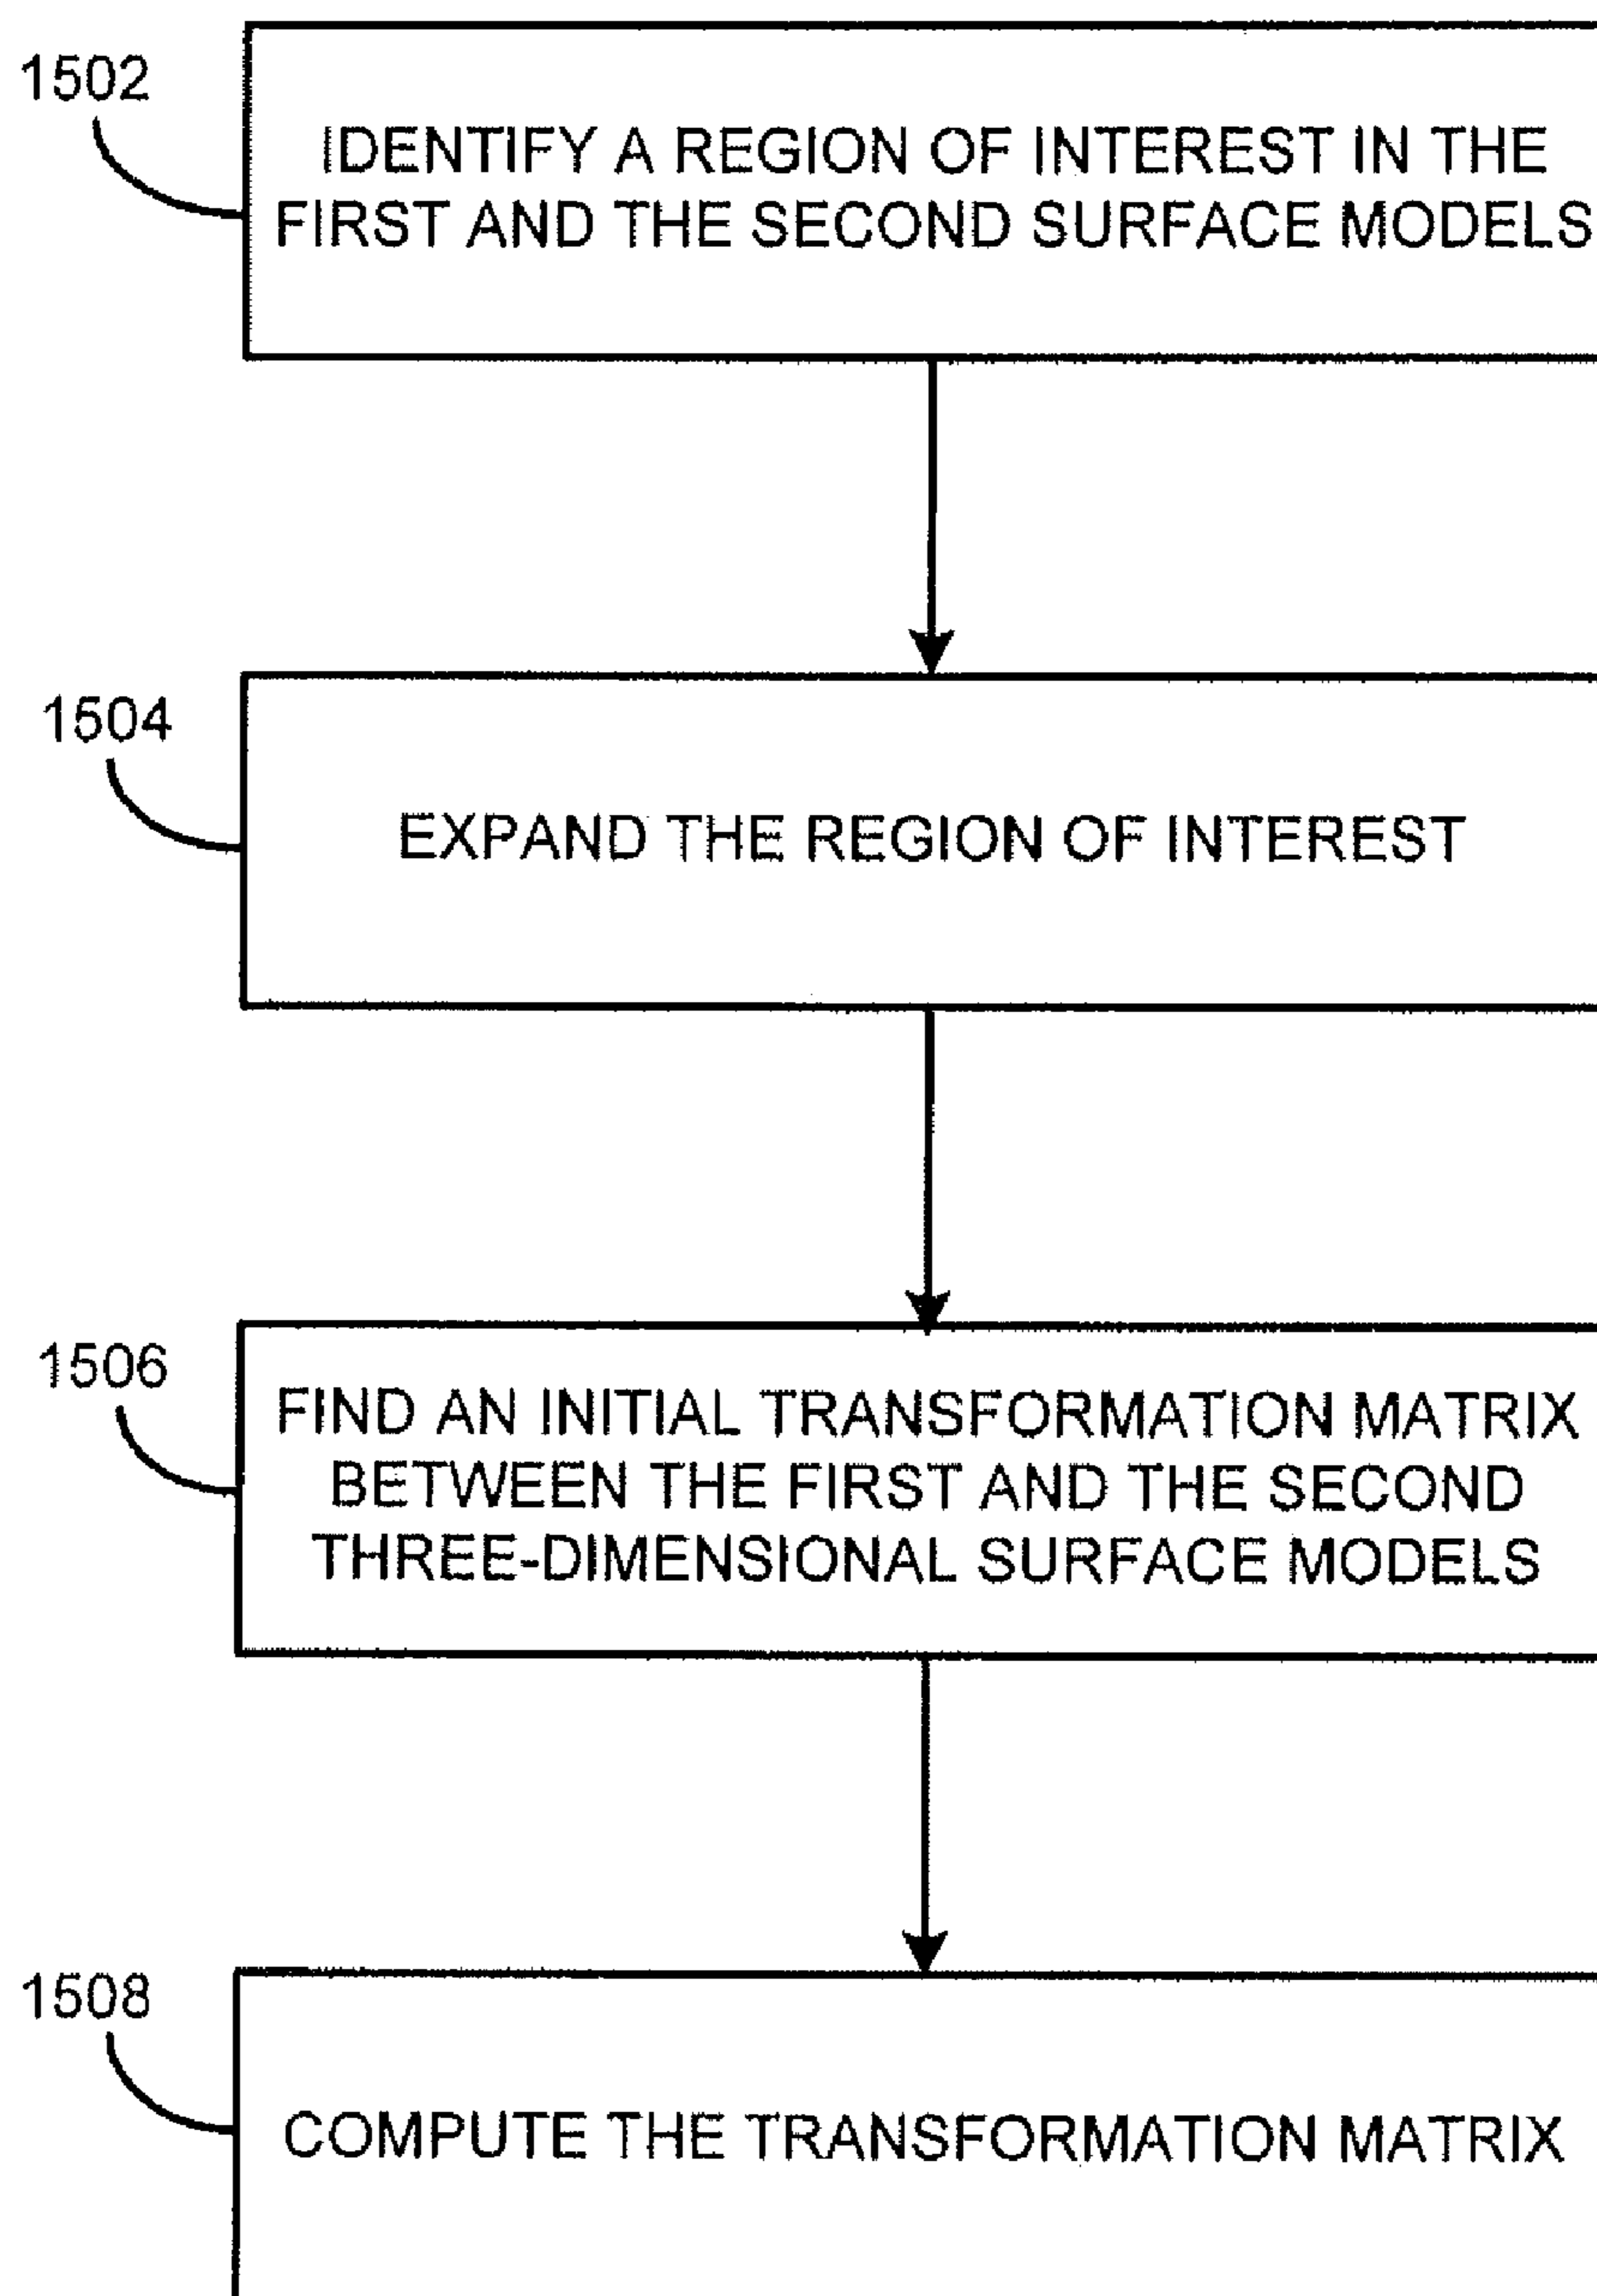 1502
IDENTIFY A REGION OF INTEREST IN THE
FIRST AND THE SECOND SURFACE MODELS
1504
EXPAND THE REGION OF INTEREST
1506
FIND AN INITIAL TRANSFORMATION MATRIX
BETWEEN THE FIRST AND THE SECOND
THREE-DIMENSIONAL SURFACE MODELS
1508
COMPUTE THE TRANSFORMATION MATRIX